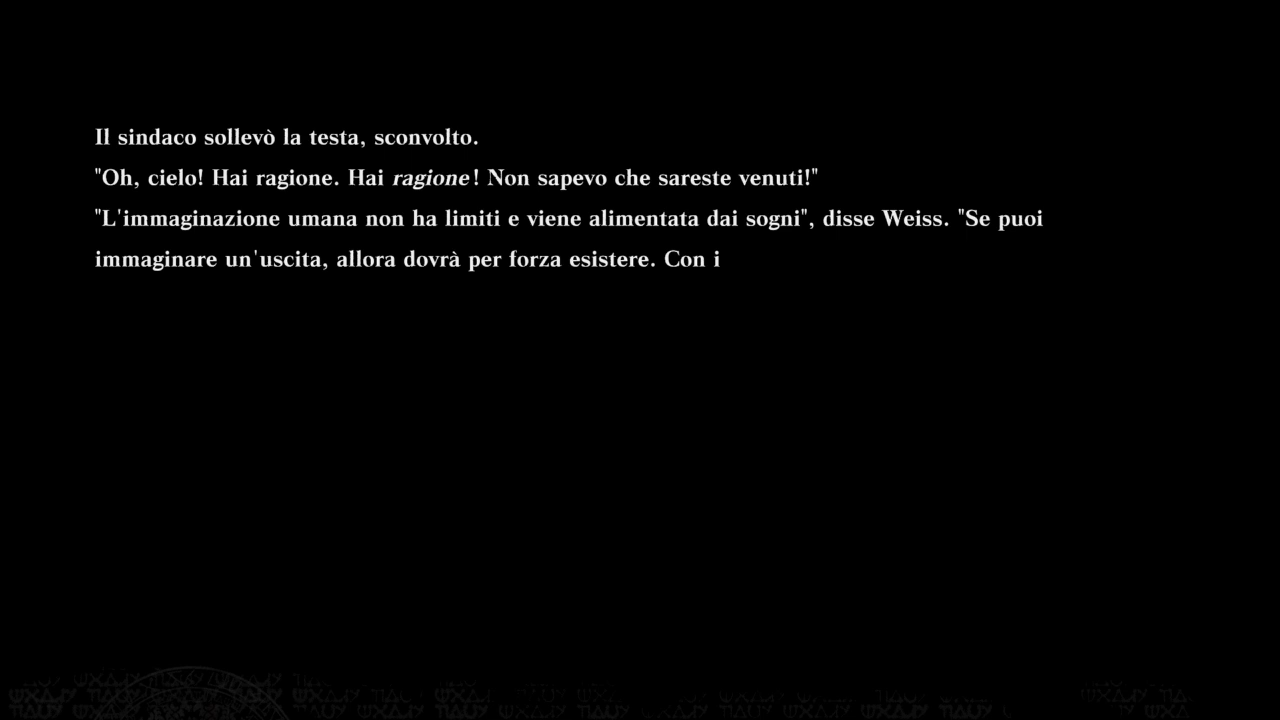 Il sindaco sollevò la testa, sconvolto.
"Oh, cielo! Hai ragione. Hai ragione! Non sapevo che sareste venuti!"
"L'immaginazione umana non ha limiti e viene alimentata dai sogni", disse Weiss. "Se puoi
immaginare un'uscita, allora dovrà per forza esistere. Con i